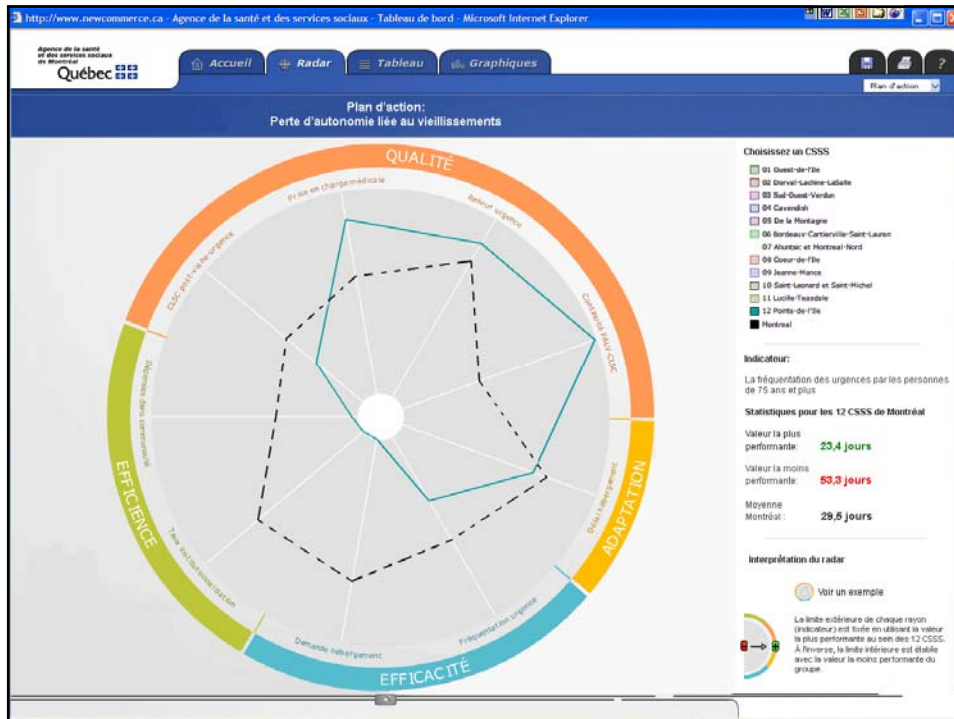 http://www.newcommerce.ca - Agence de la santé et des services sociaux - Tableau de bord - Microsoft Internet Explorer
Agence de la santé
et des services sociaux
de Montréal
Québec
Accueil
Radar
Tableau
Graphiques
?
Plan d'action
Plan d'action:
Perte d'autonomie liée au vieillissements
QUALITÉ
Prise en charge médicale
Retour urgence
CLSC post-visite-urgence
Continuité PALV-CLSC
Dépenses dans communauté
EFFICIENCE
ADAPTATION
Délai hébergement
Taux institutionnalisation
Demande hébergement
Fréquentation urgence
EFFICACITÉ
Choisissez un CSSS
01 Ouest-de-l'Ile
02 Dorval-Lachine-LaSalle
03 Sud-Ouest-Verdun
04 Cavendish
05 De la Montagne
06 Bordeaux-Cartierville-Saint-Lauren
07 Ahuntsic et Montreal-Nord
08 Coeur-de-l'Ile
09 Jeanne-Mance
10 Saint-Leonard et Saint-Michel
11 Lucille-Teasdale
12 Pointe-de-l'Ile
Montreal
Indicateur:
La fréquentation des urgences par les personnes
de 75 ans et plus
Statistiques pour les 12 CSSS de Montréal
Valeur la plus
performante: 23,4 jours
Valeur la moins
performante: 53,3 jours
Moyenne
Montréal : 29,5 jours
Interprétation du radar
Voir un exemple
La limite extérieure de chaque rayon
(indicateur) est fixée en utilisant la valeur
la plus performante au sein des 12 CSSS.
À l'inverse, la limite intérieure est établie
avec la valeur la moins performante du
groupe.